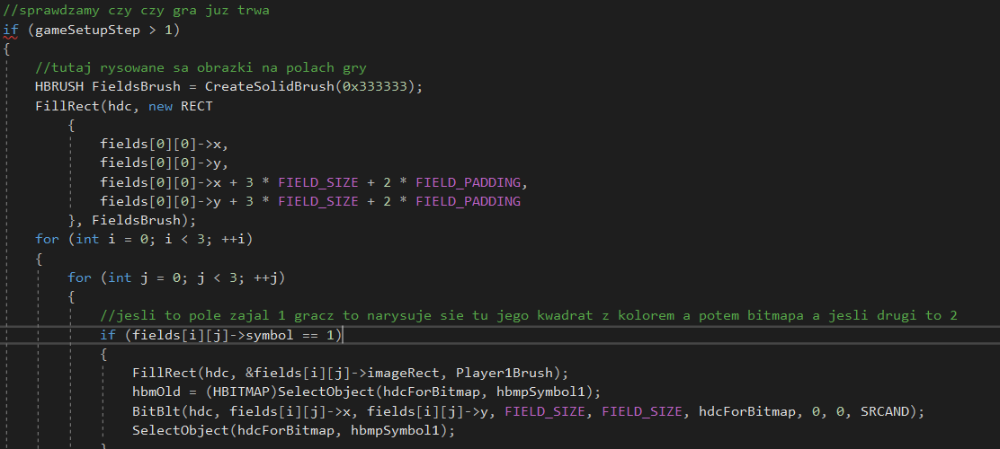 //sprawdzamy czy czy gra juz trwa
if (gameSetupStep > 1)
{
//tutaj rysowane sa obrazki na polach gry
HBRUSH FieldsBrush = CreateSolidBrush(0x333333);
FillRect(hdc, new RECT
{
fields[0][0]->x,
fields[0][0]->y,
fields[0][0]->x + 3 * FIELD_SIZE + 2 * FIELD_PADDING,
fields[0][0]->y + 3 * FIELD_SIZE + 2 * FIELD_PADDING
}, FieldsBrush);
for (int i = 0; i < 3; ++i)
{
for (int j = 0; j < 3; ++j)
{
//jesli to pole zajal 1 gracz to narysuje sie tu jego kwadrat z kolorem a potem bitmapa a jesli drugi to 2
if (fields[i][j]->symbol == 1)
{
FillRect(hdc, &fields[i][j]->imageRect, Player1Brush);
hbmOld = (HBITMAP)SelectObject(hdcForBitmap, hbmpSymbol1);
BitBlt(hdc, fields[i][j]->x, fields[i][j]->y, FIELD_SIZE, FIELD_SIZE, hdcForBitmap, 0, 0, SRCAND);
SelectObject(hdcForBitmap, hbmpSymbol1);
}